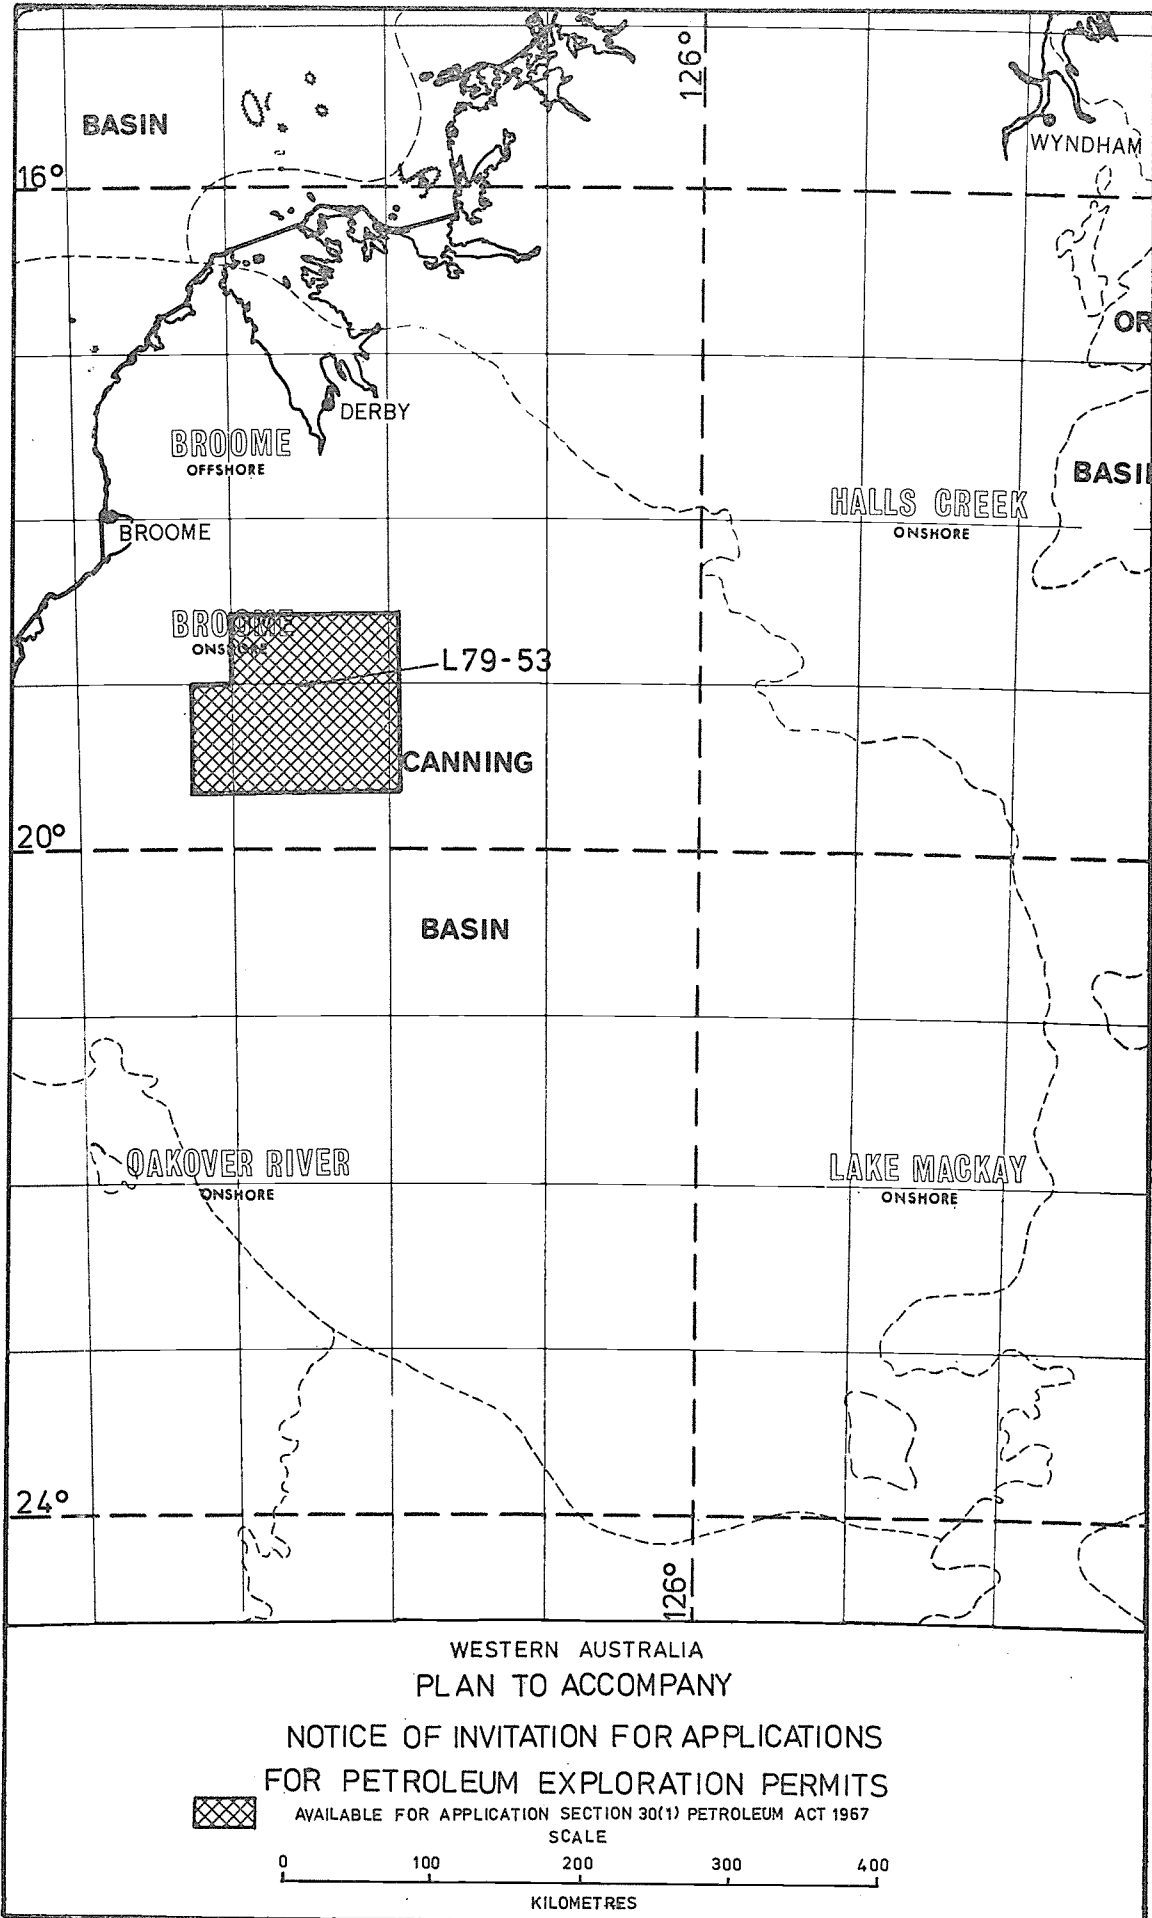 126°
BASIN
WYNDHAM
16°
OR
DERBY
BROOME
OFFSHORE
BASI
HALLS CREEK
ONSHORE
BROOME
BROOME
ONSHORE
L79-53
CANNING
20°
BASIN
OAKOVER RIVER
ONSHORE
LAKE MACKAY
ONSHORE
24°
126°
WESTERN AUSTRALIA
PLAN TO ACCOMPANY
NOTICE OF INVITATION FOR APPLICATIONS
FOR PETROLEUM EXPLORATION PERMITS
AVAILABLE FOR APPLICATION SECTION 30(1) PETROLEUM ACT 1967
SCALE
0 100 200 300 400
KILOMETRES